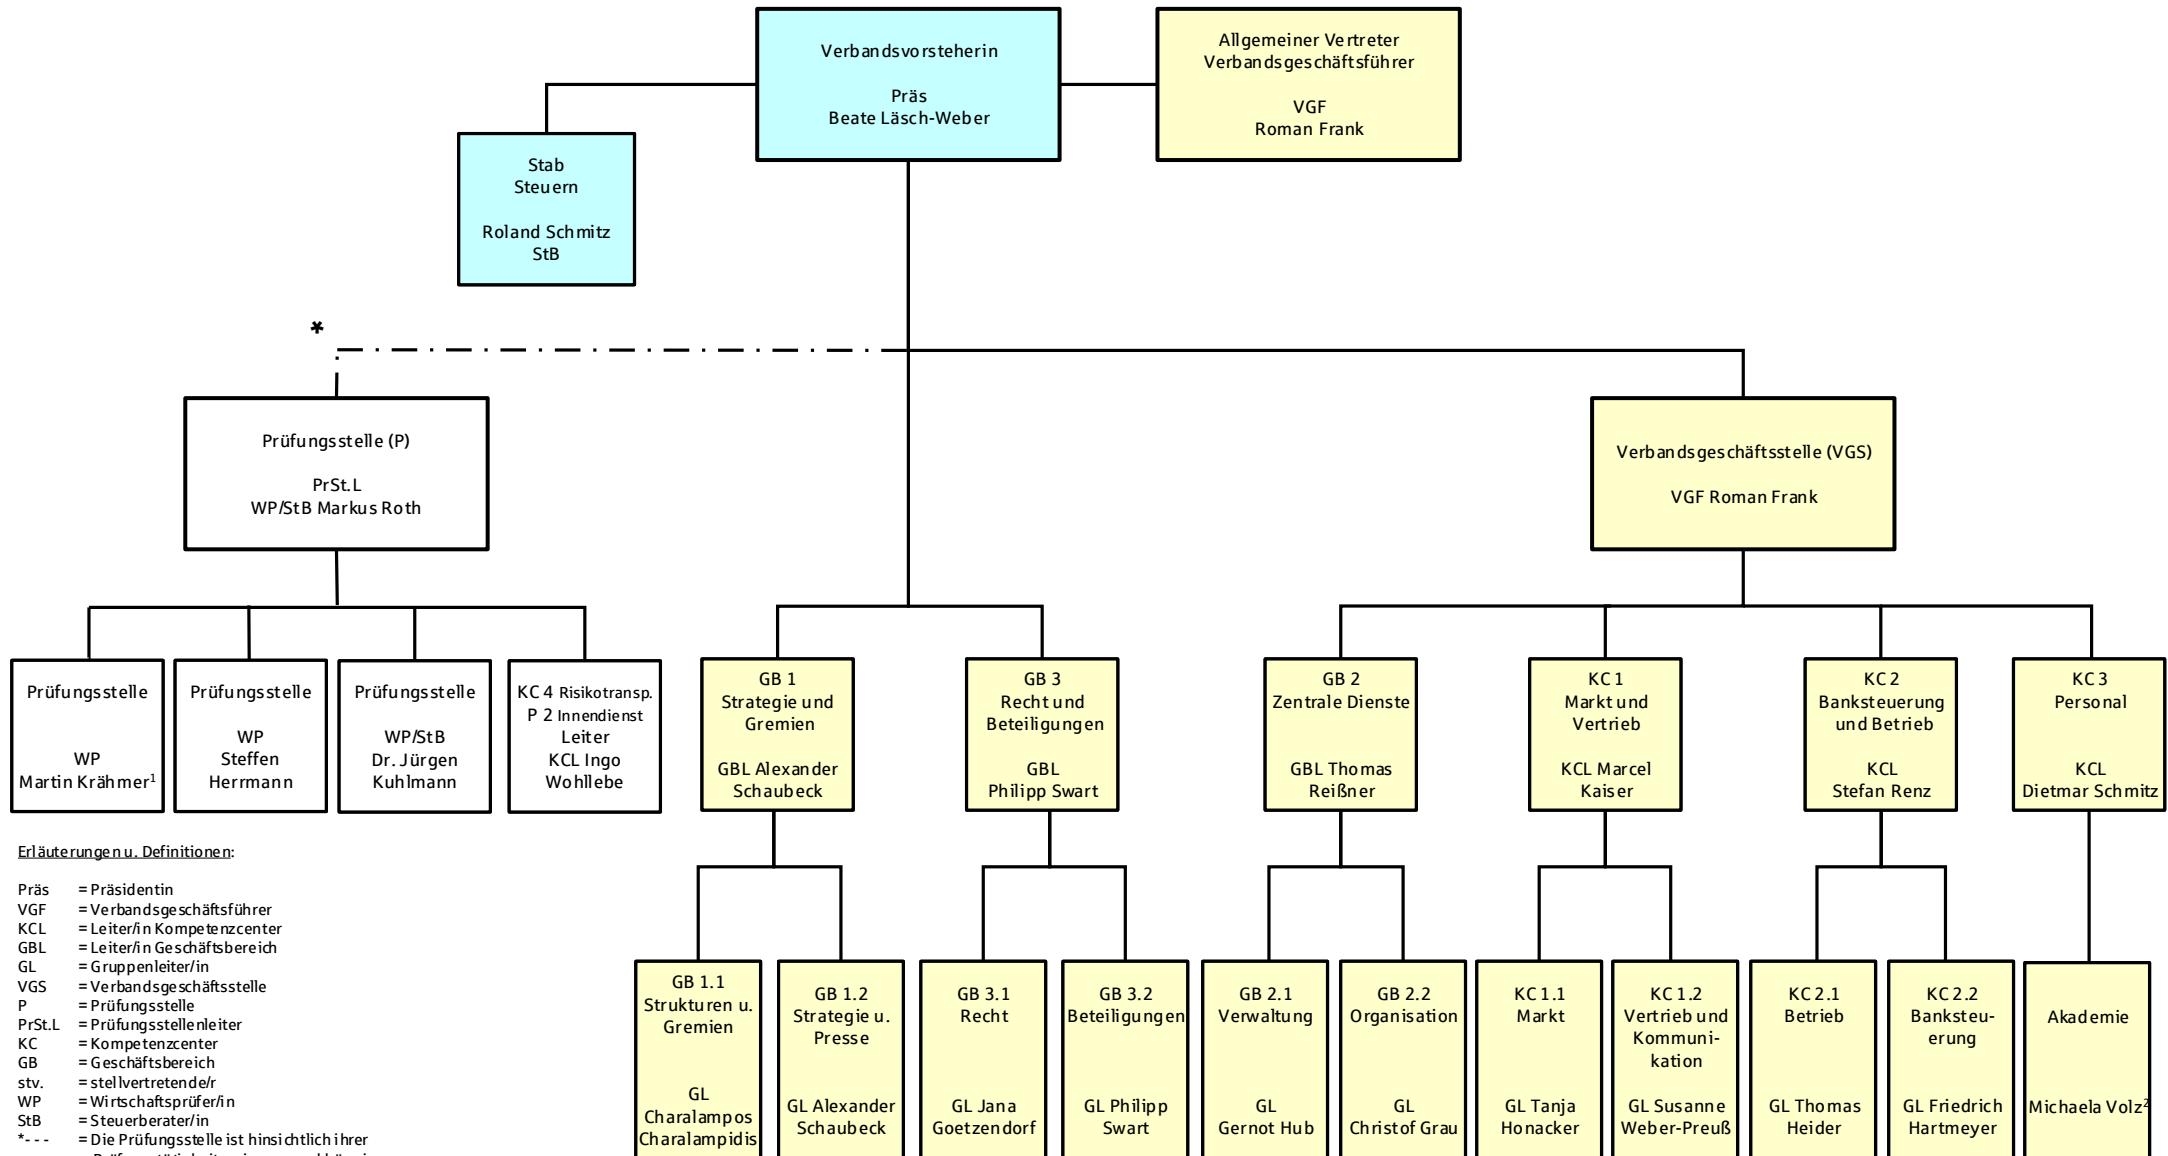 Verbandsvorsteherin
Präs
Beate Läsch-Weber
Allgemeiner Vertreter
Verbandsgeschäftsführer
VGF
Roman Frank
Stab
Steuern
Roland Schmitz
StB
*
Prüfungsstelle (P)
PrSt.L
WP/StB Markus Roth
Verbandsgeschäftsstelle (VGS)
VGF Roman Frank
Prüfungsstelle
WP
Martin Krähmer¹
Prüfungsstelle
WP
Steffen
Herrmann
Prüfungsstelle
WP/StB
Dr. Jürgen
Kuhlmann
KC 4 Risikotransp.
P 2 Innendienst
Leiter
KCL Ingo
Wohllebe
GB 1
Strategie und
Gremien
GBL Alexander
Schaubeck
GB 3
Recht und
Beteiligungen
GBL
Philipp Swart
GB 2
Zentrale Dienste
GBL Thomas
Reißner
KC 1
Markt und
Vertrieb
KCL Marcel
Kaiser
KC 2
Banksteuerung
und Betrieb
KCL
Stefan Renz
KC 3
Personal
KCL
Dietmar Schmitz
Erläuterungen u. Definitionen:
Präs = Präsidentin
VGF = Verbandsgeschäftsführer
KCL = Leiter/in Kompetenzcenter
GBL = Leiter/in Geschäftsbereich
GL = Gruppenleiter/in
VGS = Verbandsgeschäftsstelle
P = Prüfungsstelle
PrSt.L = Prüfungsstellenleiter
KC = Kompetenzcenter
GB = Geschäftsbereich
stv. = stellvertretende/r
WP = Wirtschaftsprüfer/in
StB = Steuerberater/in
*- - - = Die Prüfungsstelle ist hinsichtlich ihrer
GB 1.1
Strukturen u.
Gremien
GL
Charalampos
Charalampidis
GB 1.2
Strategie u.
Presse
GL Alexander
Schaubeck
GB 3.1
Recht
GL Jana
Goetzendorf
GB 3.2
Beteiligungen
GL Philipp
Swart
GB 2.1
Verwaltung
GL
Gernot Hub
GB 2.2
Organisation
GL
Christof Grau
KC 1.1
Markt
GL Tanja
Honacker
KC 1.2
Vertrieb und
Kommuni-
kation
GL Susanne
Weber-Preuß
KC 2.1
Betrieb
GL Thomas
Heider
KC 2.2
Banksteu-
erung
GL Friedrich
Hartmeyer
Akademie
Michaela Volz²